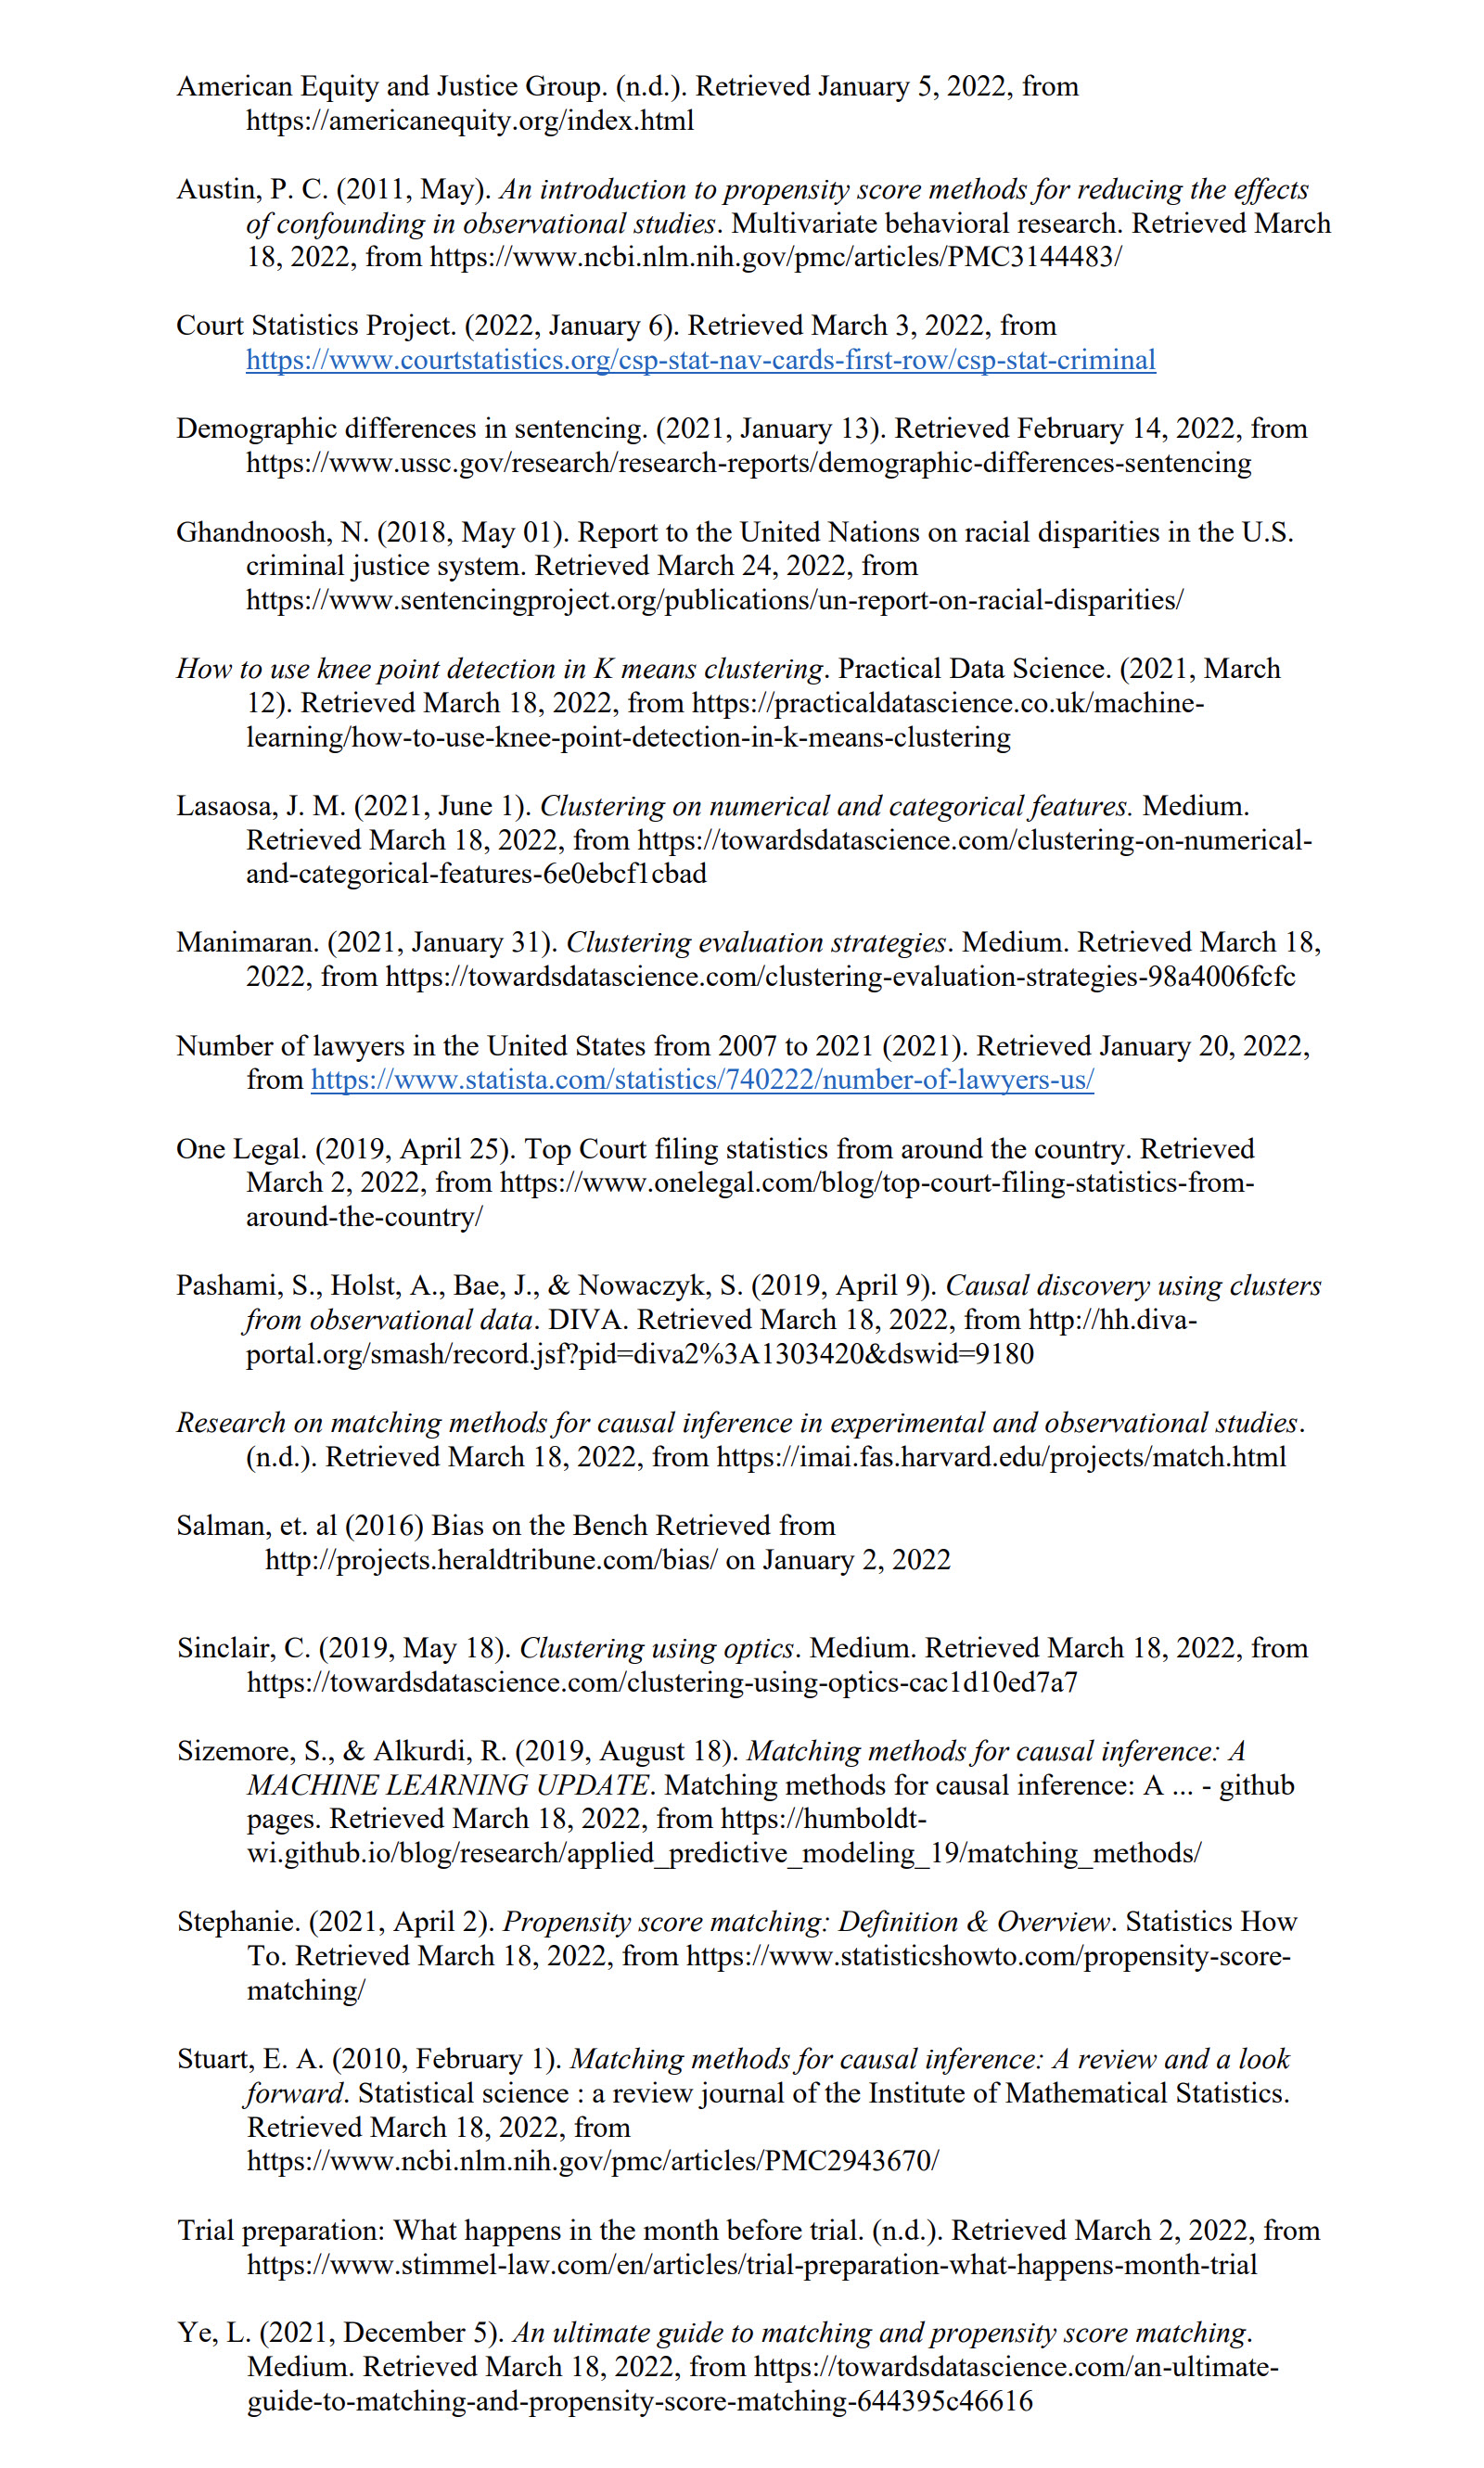 American Equity and Justice Group. (n.d.). Retrieved January 5, 2022, from
https://americanequity.org/index.html
Austin, P. C. (2011, May). An introduction to propensity score methods for reducing the effects
of confounding in observational studies. Multivariate behavioral research. Retrieved March
18, 2022, from https://www.ncbi.nlm.nih.gov/pmc/articles/PMC3144483/
Court Statistics Project. (2022, January 6). Retrieved March 3, 2022, from
https://www.courtstatistics.org/csp-stat-nav-cards-first-row/csp-stat-criminal
Demographic differences in sentencing. (2021, January 13). Retrieved February 14, 2022, from
https://www.ussc.gov/research/research-reports/demographic-differences-sentencing
Ghandnoosh, N. (2018, May 01). Report to the United Nations on racial disparities in the U.S.
criminal justice system. Retrieved March 24, 2022, from
https://www.sentencingproject.org/publications/un-report-on-racial-disparities/
How to use knee point detection in K means clustering. Practical Data Science. (2021, March
12). Retrieved March 18, 2022, from https://practicaldatascience.co.uk/machine-
learning/how-to-use-knee-point-detection-in-k-means-clustering
Lasaosa, J. M. (2021, June 1). Clustering on numerical and categorical features. Medium.
Retrieved March 18, 2022, from https://towardsdatascience.com/clustering-on-numerical-
and-categorical-features-6e0ebcf1cbad
Manimaran. (2021, January 31). Clustering evaluation strategies. Medium. Retrieved March 18,
2022, from https://towardsdatascience.com/clustering-evaluation-strategies-98a4006fcfc
Number of lawyers in the United States from 2007 to 2021 (2021). Retrieved January 20, 2022,
from https://www.statista.com/statistics/740222/number-of-lawyers-us/
One Legal. (2019, April 25). Top Court filing statistics from around the country. Retrieved
March 2, 2022, from https://www.onelegal.com/blog/top-court-filing-statistics-from-
around-the-country/
Pashami, S., Holst, A., Bae, J., & Nowaczyk, S. (2019, April 9). Causal discovery using clusters
from observational data. DIVA. Retrieved March 18, 2022, from http://hh.diva-
portal.org/smash/record.jsf?pid=diva2%3A1303420&dswid=9180
Research on matching methods for causal inference in experimental and observational studies.
(n.d.). Retrieved March 18, 2022, from https://imai.fas.harvard.edu/projects/match.html
Salman, et. al (2016) Bias on the Bench Retrieved from
http://projects.heraldtribune.com/bias/ on January 2, 2022
Sinclair, C. (2019, May 18). Clustering using optics. Medium. Retrieved March 18, 2022, from
https://towardsdatascience.com/clustering-using-optics-cac1d10ed7a7
Sizemore, S., & Alkurdi, R. (2019, August 18). Matching methods for causal inference: A
MACHINE LEARNING UPDATE. Matching methods for causal inference: A ... - github
pages. Retrieved March 18, 2022, from https://humboldt-
wi.github.io/blog/research/applied_predictive_modeling_19/matching_methods/
Stephanie. (2021, April 2). Propensity score matching: Definition & Overview. Statistics How
To. Retrieved March 18, 2022, from https://www.statisticshowto.com/propensity-score-
matching/
Stuart, E. A. (2010, February 1). Matching methods for causal inference: A review and a look
forward. Statistical science : a review journal of the Institute of Mathematical Statistics.
Retrieved March 18, 2022, from
https://www.ncbi.nlm.nih.gov/pmc/articles/PMC2943670/
Trial preparation: What happens in the month before trial. (n.d.). Retrieved March 2, 2022, from
https://www.stimmel-law.com/en/articles/trial-preparation-what-happens-month-trial
Ye, L. (2021, December 5). An ultimate guide to matching and propensity score matching.
Medium. Retrieved March 18, 2022, from https://towardsdatascience.com/an-ultimate-
guide-to-matching-and-propensity-score-matching-644395c46616